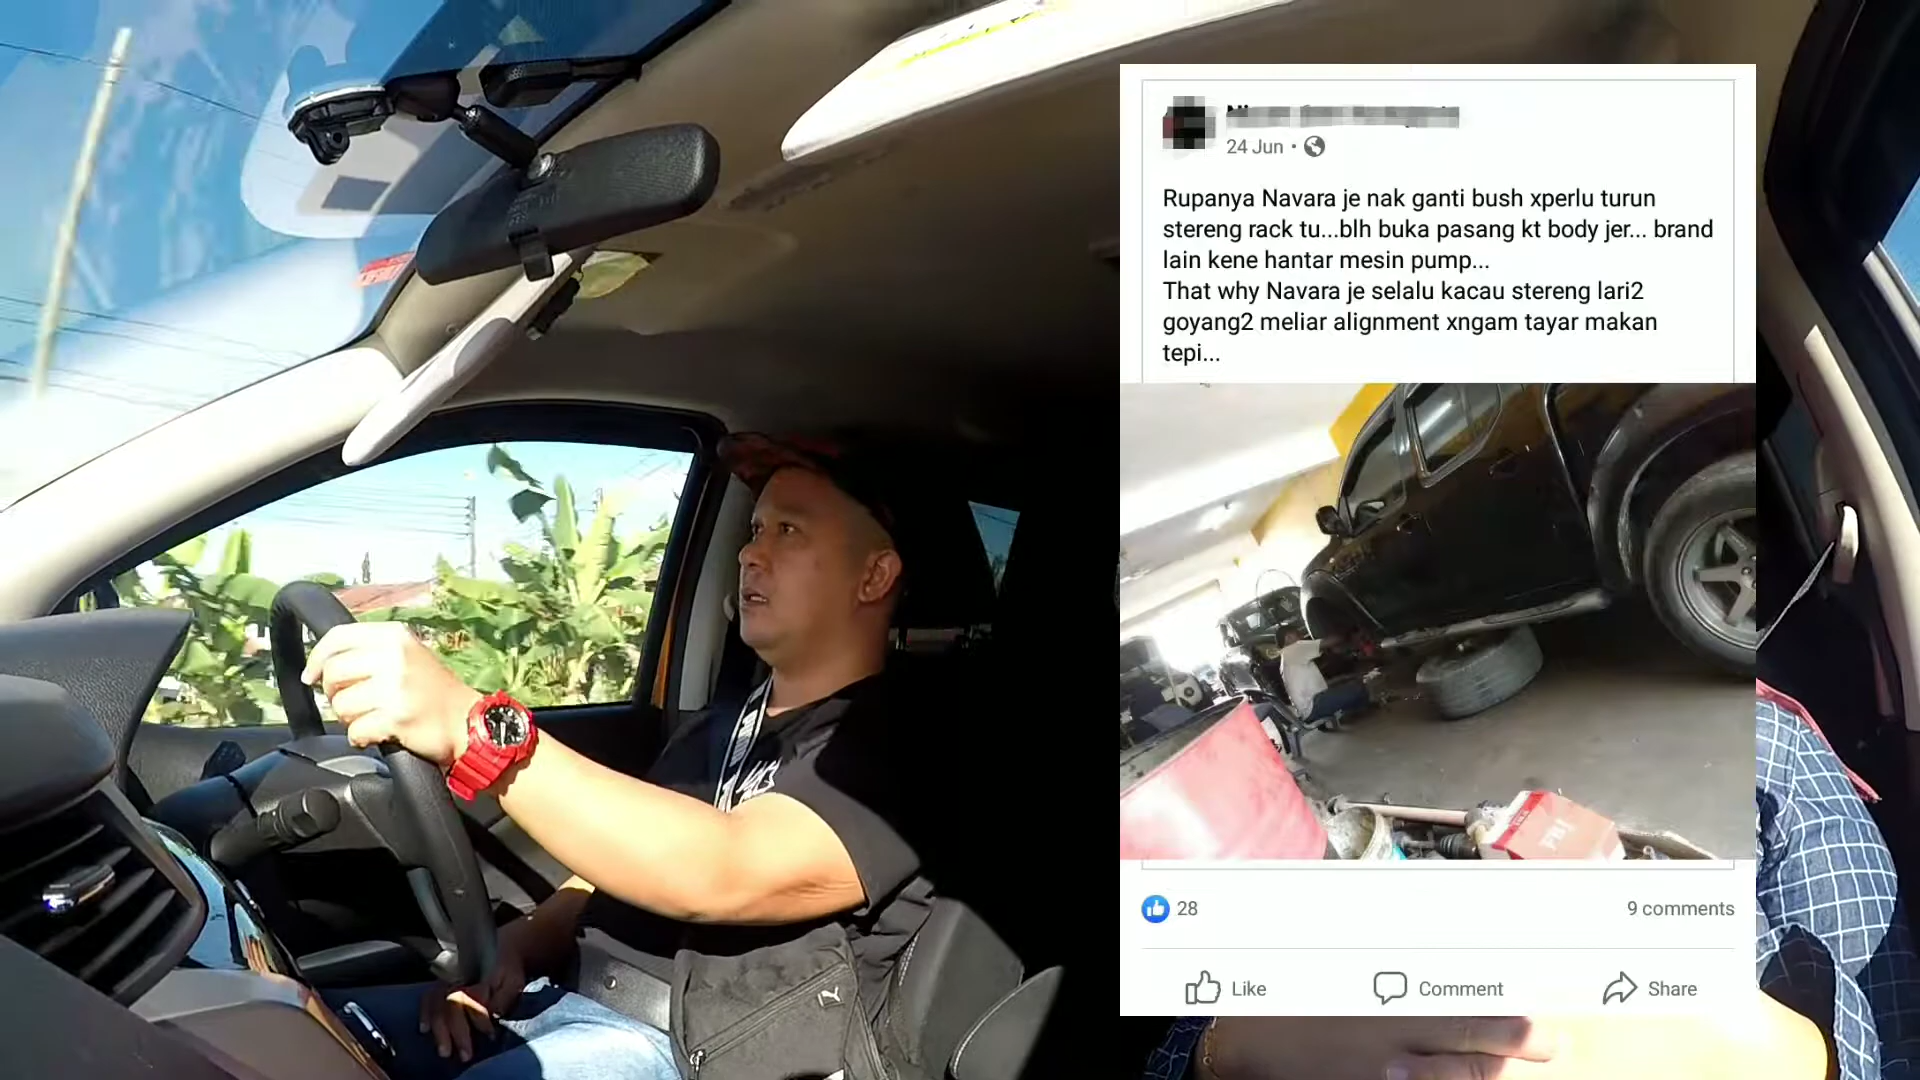 24 Jun •
Rupanya Navara je nak ganti bush xperlu turun
stereng rack tu...blh buka pasang kt body jer... brand
lain kene hantar mesin pump...
That why Navara je selalu kacau stereng lari2
goyang2 meliar alignment xngam tayar makan
tepi...
28
9 comments
Like
Comment
Share